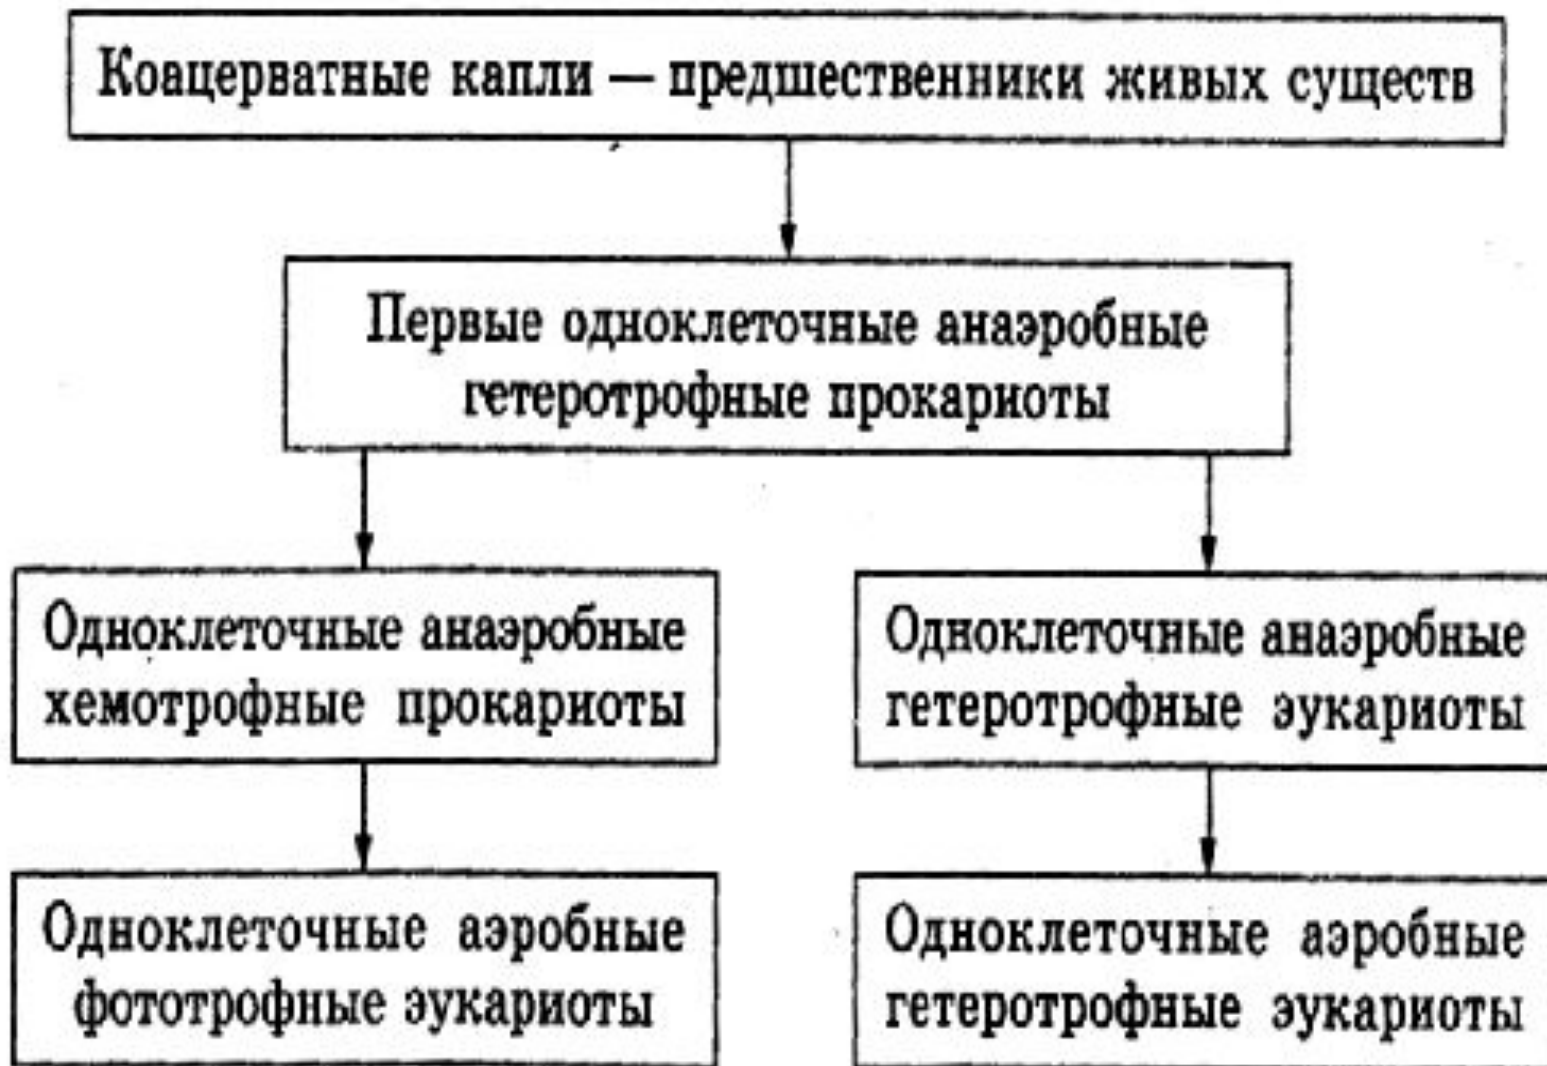 Коацерватные капли — предшественники живых существ
Первые одноклеточные анаэробные
гетеротрофные прокариоты
Одноклеточные анаэробные
хемотрофные прокариоты
Одноклеточные анаэробные
гетеротрофные эукариоты
Одноклеточные аэробные
фототрофные эукариоты
Одноклеточные аэробные
гетеротрофные эукариоты